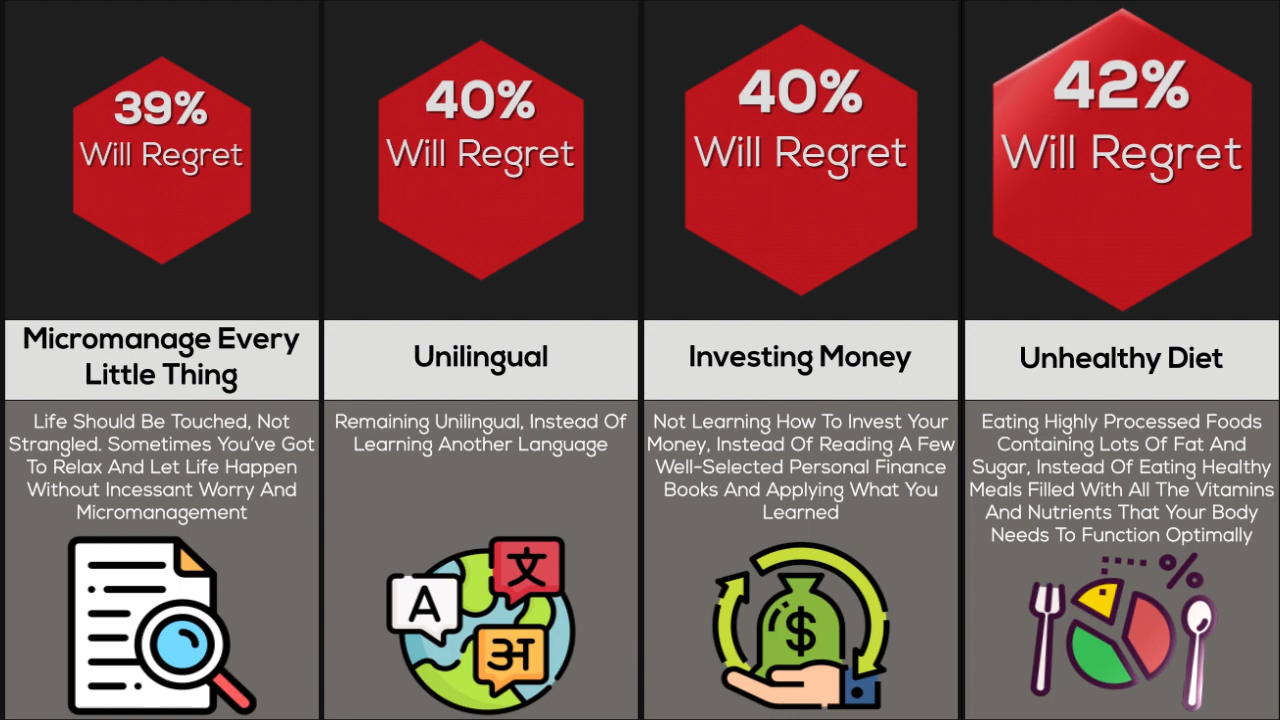 39%
Will Regret
Micromanage Every
Little Thing
Life Should Be Touched, Not
Strangled. Sometimes You've Got
To Relax And Let Life Happen
Without Incessant Worry And
Micromanagement
40%
Will Regret
Unilingual
Remaining Unilingual, Instead Of
Learning Another Language
A
文
अ
40%
Will Regret
Investing Money
Not Learning How To Invest Your
Money, Instead Of Reading A Few
Well-Selected Personal Finance
Books And Applying What You
Learned
$
42%
Will Regret
Unhealthy Diet
Eating Highly Processed Foods
Containing Lots Of Fat And
Sugar, Instead Of Eating Healthy
Meals Filled With All The Vitamins
And Nutrients That Your Body
Needs To Function Optimally
%